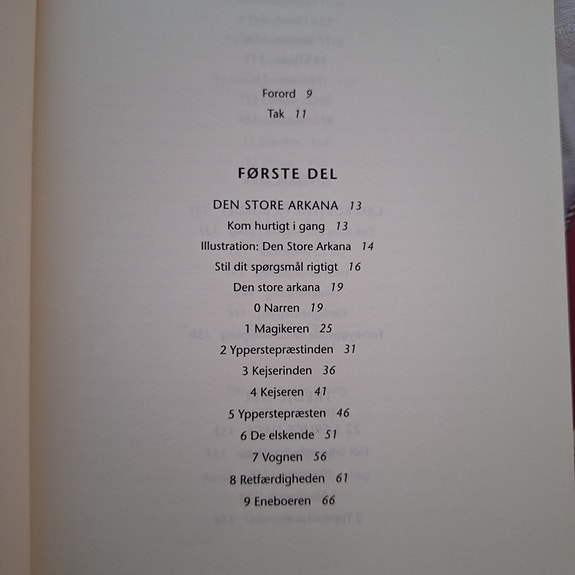 Forord 9
Tak 11
FØRSTE DEL
DEN STORE ARKANA 13
Kom hurtigt i gang 13
Illustration: Den Store Arkana 14
Stil dit spørgsmål rigtigt 16
Den store arkana 19
0 Narren 19
1 Magikeren 25
2 Ypperstepræstinden 31
3 Kejserinden 36
4 Kejseren 41
5 Ypperstepræsten 46
6 De elskende 51
7 Vognen 56
8 Retfærdigheden 61
9 Eneboeren 66